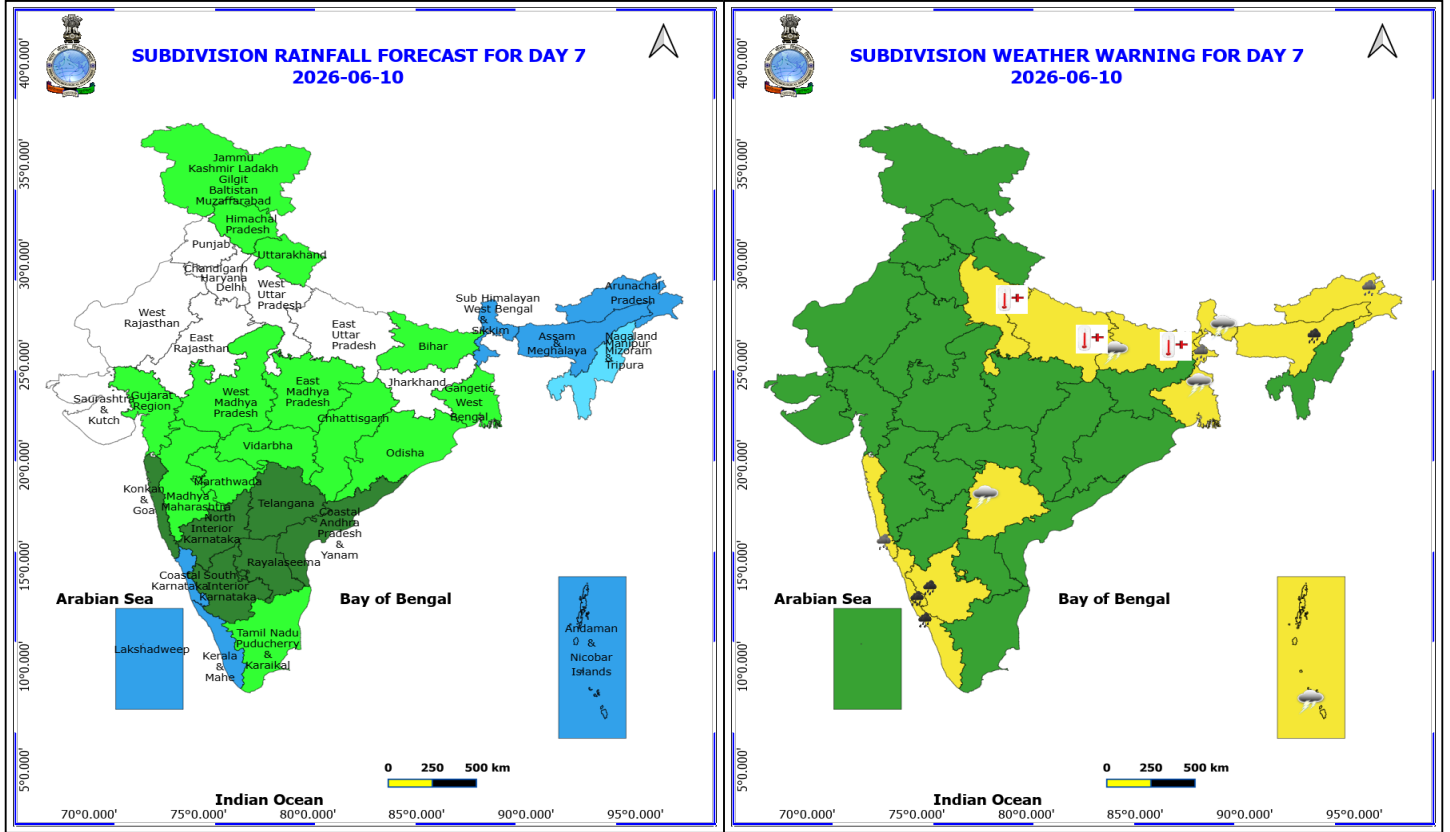 SUBDIVISION RAINFALL FORECAST FOR DAY 7
2026-06-10
40°0.000'
35°0.000'
30°0.000'
25°0.000'
20°0.000'
15°0.000'
10°0.000'
5°0.000'
Jammu
Kashmir Ladakh
Gilgit
Baltistan
Muzaffarabad
Himachal
Pradesh
Punjab
Uttarakhand
Chandigarh
Haryana
Delhi
West
Uttar
Pradesh
West
Rajasthan
East
Rajasthan
East
Uttar
Pradesh
Bihar
Sub Himalayan
West Bengal
&
Sikkim
Arunachal
Pradesh
Assam
&
Meghalaya
Nagaland
Manipur
Mizoram
&
Tripura
Jharkhand
Gangetic
West
Bengal
Saurashtra
&
Kutch
Gujarat
Region
West
Madhya
Pradesh
East
Madhya
Pradesh
Chhattisgarh
Vidarbha
Odisha
Marathwada
Madhya
Maharashtra
Konkan
&
Goa
Telangana
North
Interior
Karnataka
Coastal
Andhra
Pradesh
&
Yanam
Rayalaseema
Coastal
Karnataka
South
Interior
Karnataka
Tamil Nadu
Puducherry
&
Karaikal
Kerala
&
Mahe
Lakshadweep
Andaman
&
Nicobar
Islands
Arabian Sea
Bay of Bengal
0 250 500 km
Indian Ocean
70°0.000' 75°0.000' 80°0.000' 85°0.000' 90°0.000' 95°0.000'
SUBDIVISION WEATHER WARNING FOR DAY 7
2026-06-10
40°0.000'
35°0.000'
30°0.000'
25°0.000'
20°0.000'
15°0.000'
10°0.000'
5°0.000'
Arabian Sea
Bay of Bengal
0 250 500 km
Indian Ocean
70°0.000' 75°0.000' 80°0.000' 85°0.000' 90°0.000' 95°0.000'